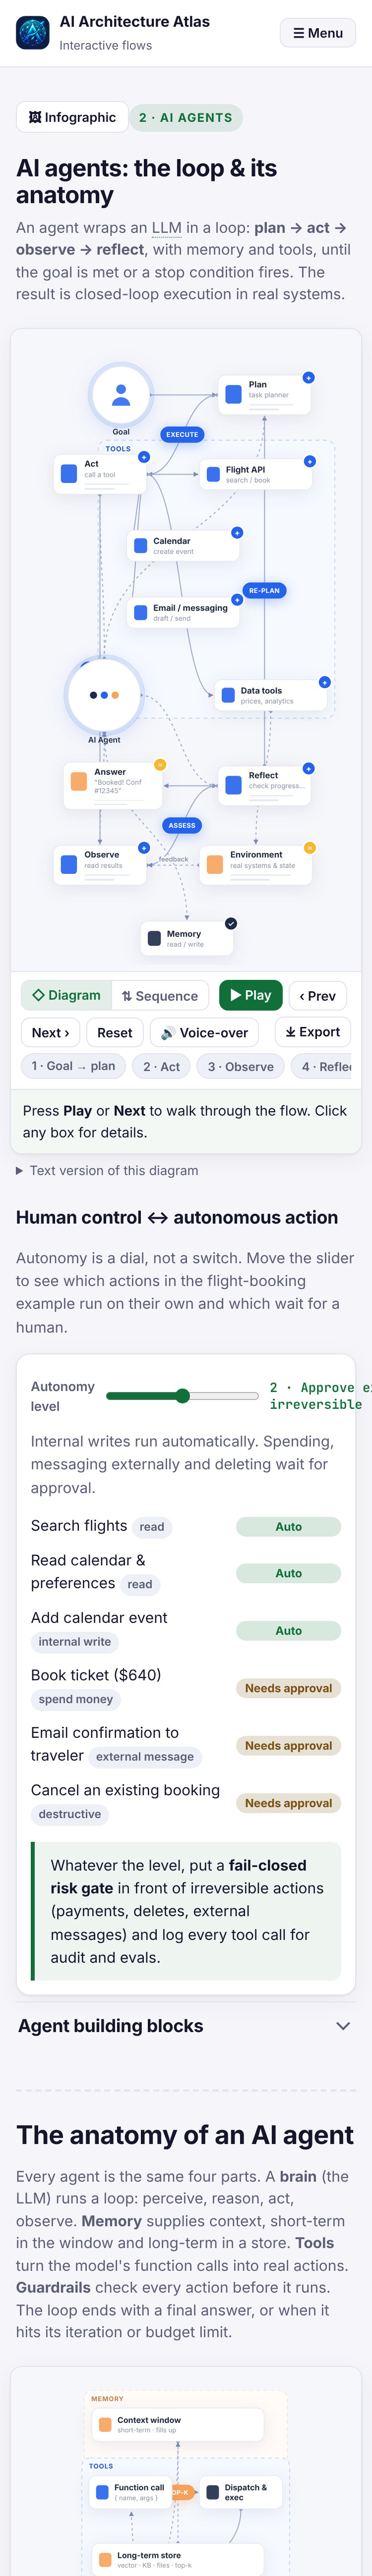 AI Architecture Atlas
Interactive flows
☰ Menu
🖼 Infographic
2 · AI AGENTS
AI agents: the loop & its
anatomy
An agent wraps an LLM in a loop: plan → act →
observe → reflect, with memory and tools, until
the goal is met or a stop condition fires. The
result is closed-loop execution in real systems.
Goal
Plan
task planner
EXECUTE
TOOLS
Act
call a tool
Flight API
search / book
Calendar
create event
RE-PLAN
Email / messaging
draft / send
Data tools
prices, analytics
AI Agent
Answer
"Booked! Conf
#12345"
Reflect
check progress...
ASSESS
Observe
read results
feedback
Environment
real systems & state
Memory
read / write
◇ Diagram
⇅ Sequence
▶ Play
‹ Prev
Next ›
Reset
🔊 Voice-over
Export
1 · Goal → plan
2 · Act
3 · Observe
4 · Reflec
Press Play or Next to walk through the flow. Click
any box for details.
▶ Text version of this diagram
Human control ↔ autonomous action
Autonomy is a dial, not a switch. Move the slider
to see which actions in the flight-booking
example run on their own and which wait for a
human.
Autonomy
level
2 · Approve ex
irreversible
Internal writes run automatically. Spending,
messaging externally and deleting wait for
approval.
Search flights read
Auto
Read calendar &
preferences read
Auto
Add calendar event
internal write
Auto
Book ticket ($640)
spend money
Needs approval
Email confirmation to
traveler external message
Needs approval
Cancel an existing booking
destructive
Needs approval
Whatever the level, put a fail-closed
risk gate in front of irreversible actions
(payments, deletes, external
messages) and log every tool call for
audit and evals.
Agent building blocks
The anatomy of an AI agent
Every agent is the same four parts. A brain (the
LLM) runs a loop: perceive, reason, act,
observe. Memory supplies context, short-term
in the window and long-term in a store. Tools
turn the model's function calls into real actions.
Guardrails check every action before it runs.
The loop ends with a final answer, or when it
hits its iteration or budget limit.
MEMORY
Context window
short-term · fills up
TOOLS
Function call
{ name, args }
OP-K
Dispatch &
exec
Long-term store
vector · KB · files · top-k